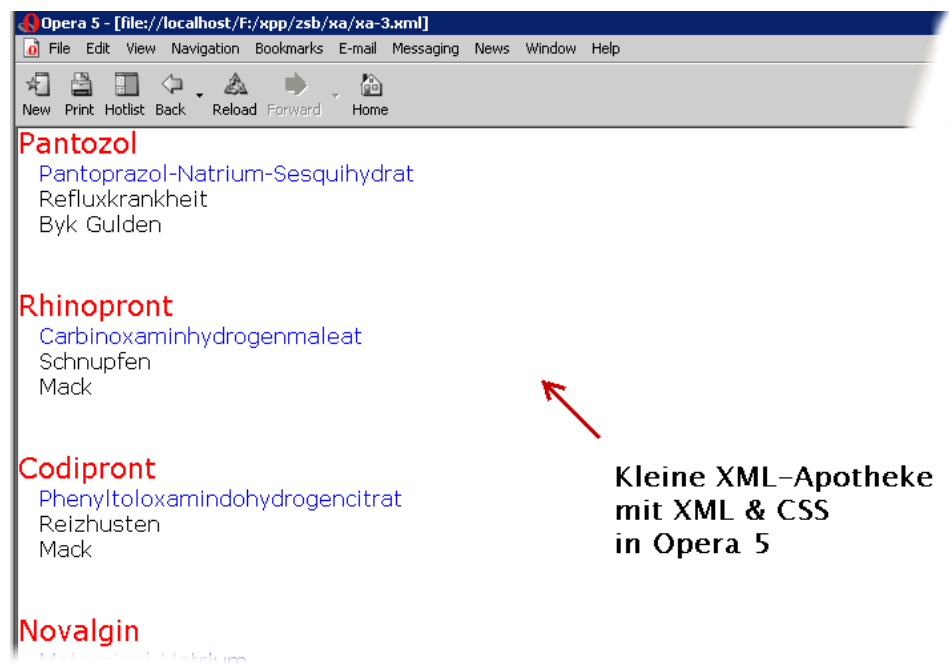 Opera 5 - [file://localhost/F:/xpp/zsb/xa/xa-3.xml]
File Edit View Navigation Bookmarks E-mail Messaging News Window Help
New Print Hotlist Back Reload Forward Home
Pantozol
Pantoprazol-Natrium-Sesquihydrat
Refluxkrankheit
Byk Gulden
Rhinopront
Carbinoxaminhydrogenmaleat
Schnupfen
Mack
Codipront
Phenyltoloxamindohydrogencitrat
Reizhusten
Mack
Kleine XML-Apotheke
mit XML & CSS
in Opera 5
Novalgin